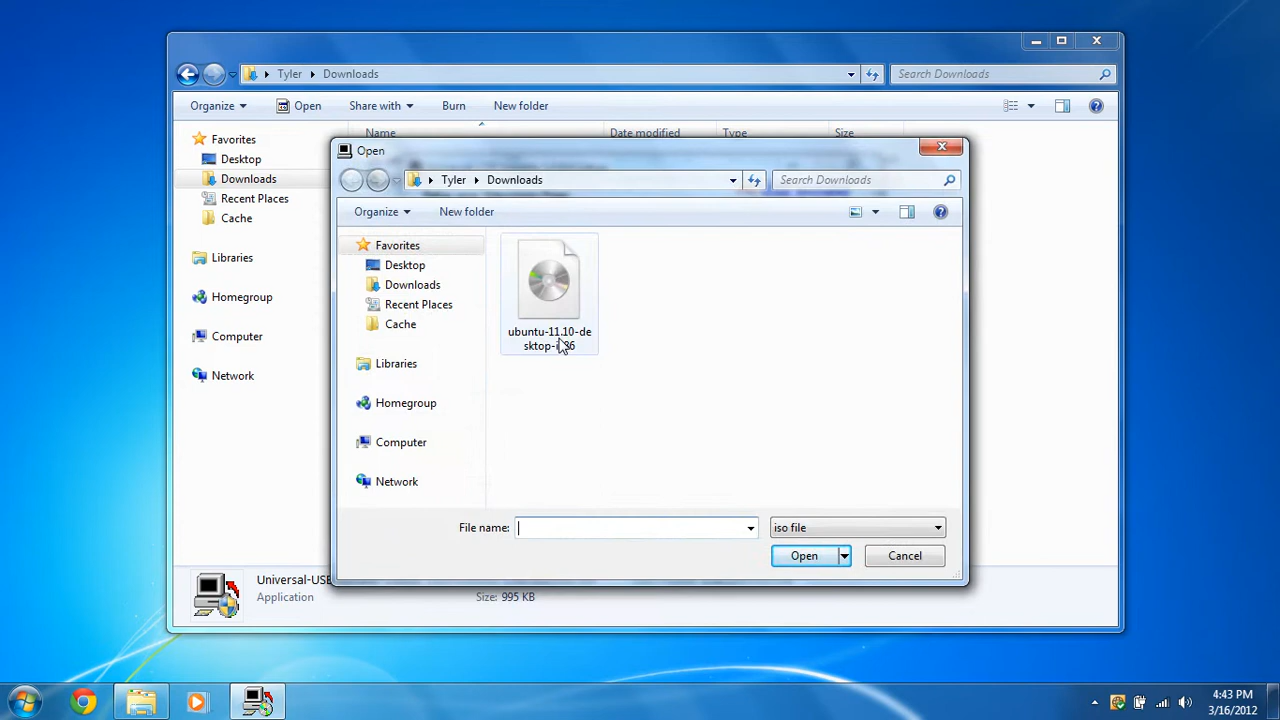 Tyler Downloads Search Downloads
Organize Open Share with Burn New folder
Name Date modified Type Size
Favorites
Desktop
Downloads
Recent Places
Cache
Libraries
Homegroup
Computer
Network
Open
Tyler Downloads Search Downloads
Organize New folder
Favorites
Desktop
Downloads
Recent Places
Cache
Libraries
Homegroup
Computer
Network
ubuntu-11.10-de
File name: iso file
Open Cancel
Universal-USB
Application Size: 995 KB
4:43 PM
3/16/2012